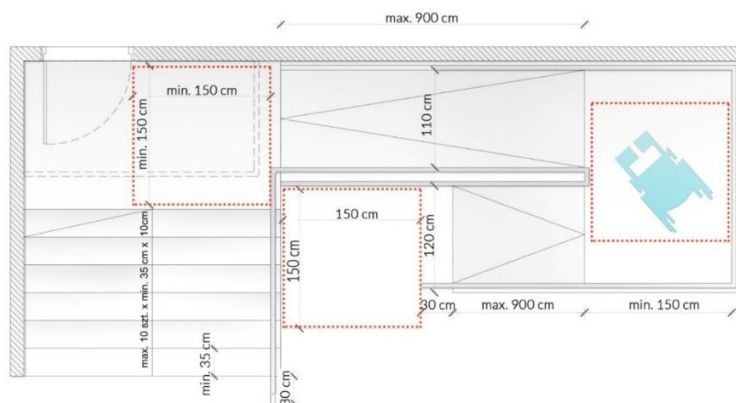 max. 900 cm
min. 150 cm
min. 150 cm
110 cm
150 cm
150 cm
120 cm
max. 10 szt. x min. 35 cm x 10cm
30 cm
max. 900 cm
min. 150 cm
min. 35 cm
30 cm